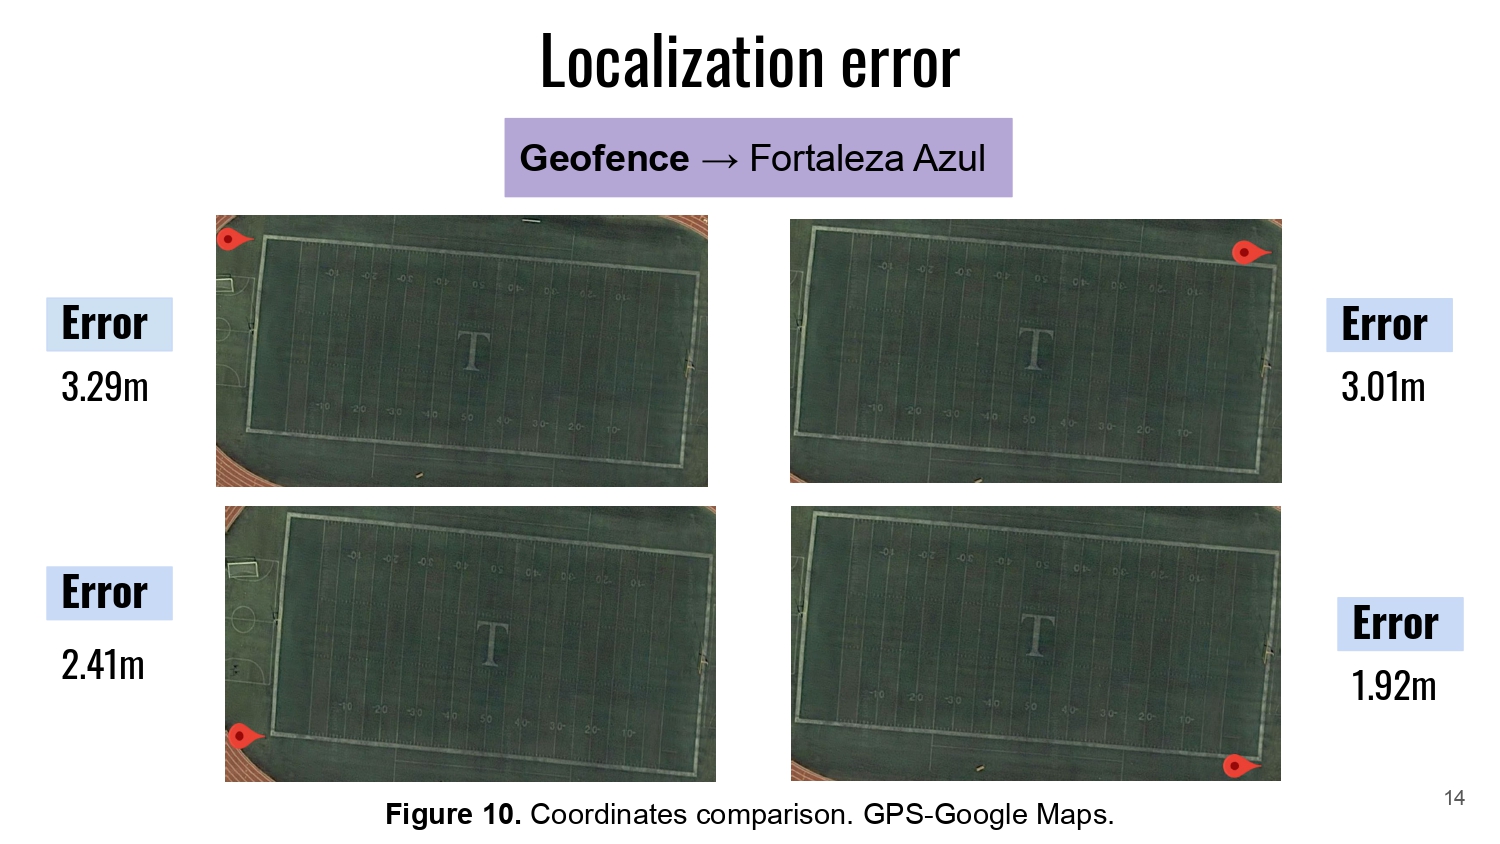 Localization error
Geofence → Fortaleza Azul
Error
3.29m
Error
3.01m
T
T
Error
2.41m
Error
1.92m
T
T
Figure 10. Coordinates comparison. GPS-Google Maps.
14